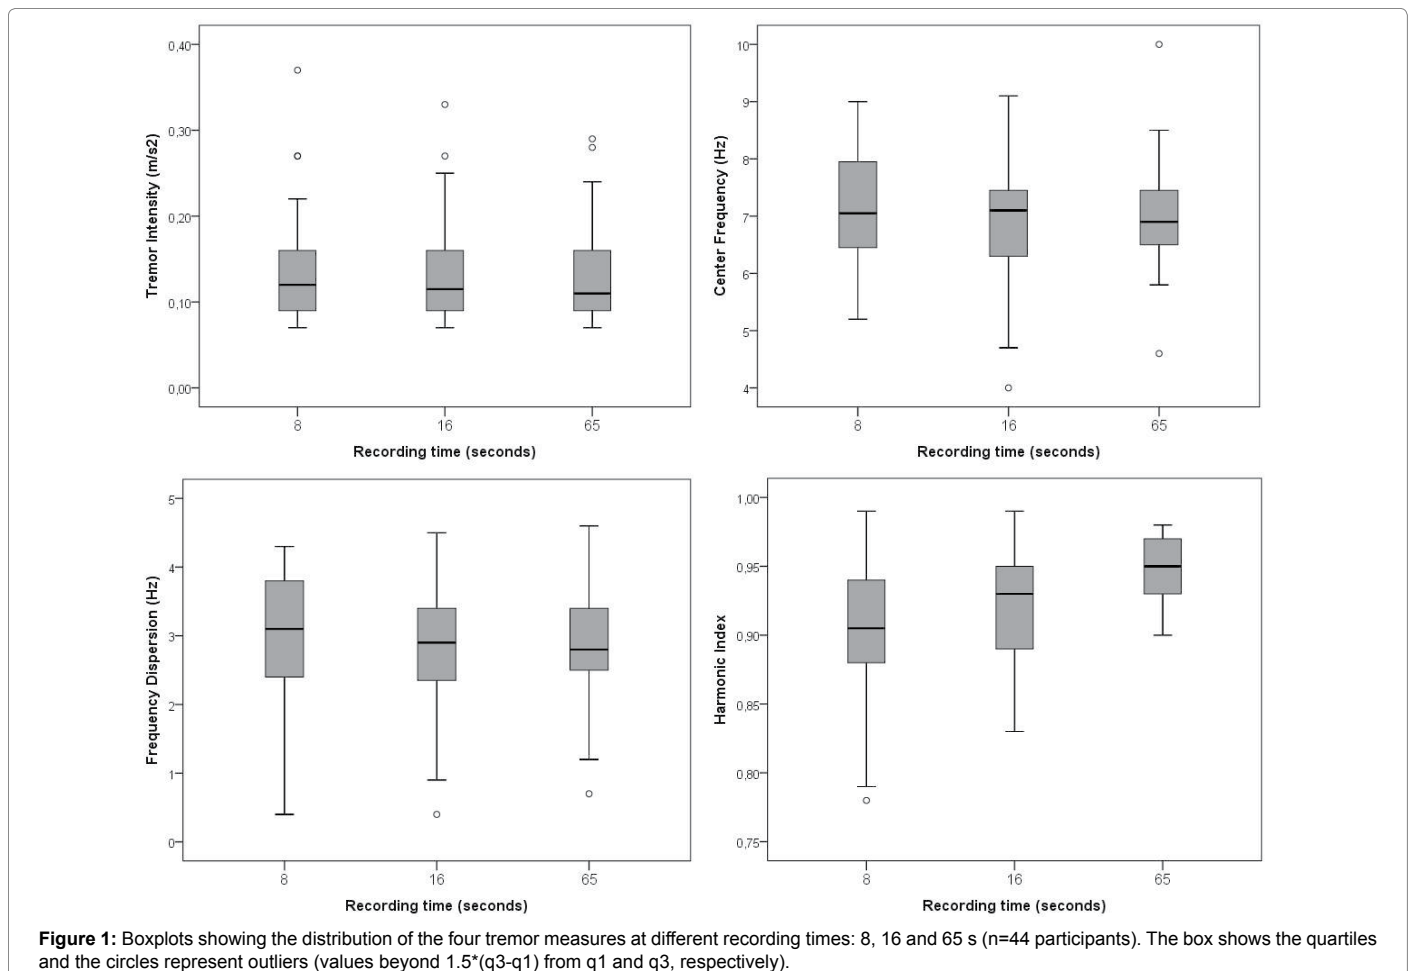 0,40
0,30
0,20
0,10
0,00
Tremor Intensity (m/s2)
8 16 65
Recording time (seconds)
10
9
8
7
6
5
4
Center Frequency (Hz)
8 16 65
Recording time (seconds)
5
4
3
2
1
0
Frequency Dispersion (Hz)
8 16 65
Recording time (seconds)
1,00
0,95
0,90
0,85
0,80
0,75
Harmonic Index
8 16 65
Recording time (seconds)
Figure 1: Boxplots showing the distribution of the four tremor measures at different recording times: 8, 16 and 65 s (n=44 participants). The box shows the quartiles
and the circles represent outliers (values beyond 1.5*(q3-q1) from q1 and q3, respectively).